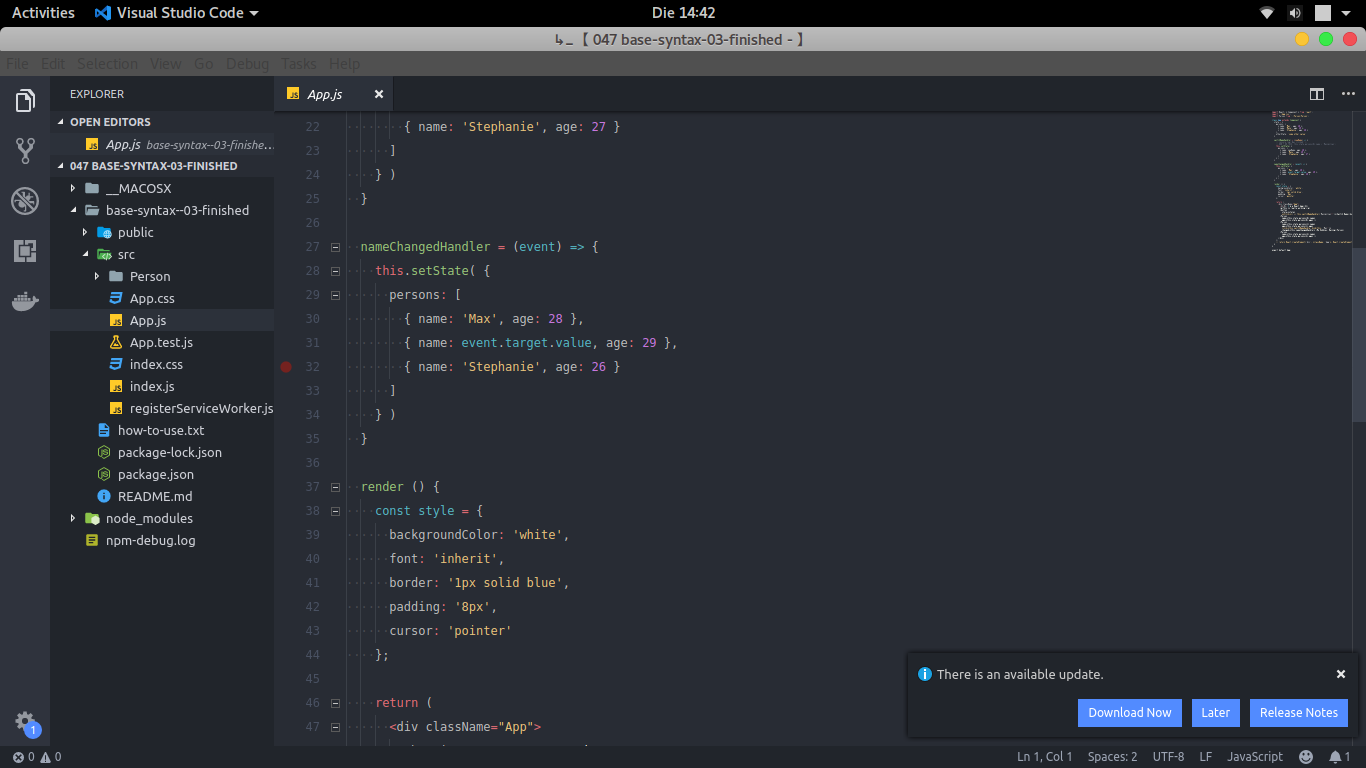 Activities Visual Studio Code Die 14:42
↳_【 047 base-syntax-03-finished - 】
File Edit Selection View Go Debug Tasks Help
EXPLORER
OPEN EDITORS
App.js base-syntax--03-finishe...
047 BASE-SYNTAX-03-FINISHED
__MACOSX
base-syntax--03-finished
public
src
Person
App.css
App.js
App.test.js
index.css
index.js
registerServiceWorker.js
how-to-use.txt
package-lock.json
package.json
README.md
node_modules
npm-debug.log
1
JS App.js
22 { name: 'Stephanie', age: 27 }
23 ]
24 } )
25 }
26
27 nameChangedHandler = (event) => {
28 this.setState( {
29 persons: [
30 { name: 'Max', age: 28 },
31 { name: event.target.value, age: 29 },
32 { name: 'Stephanie', age: 26 }
33 ]
34 } )
35 }
36
37 render () {
38 const style = {
39 backgroundColor: 'white',
40 font: 'inherit',
41 border: '1px solid blue',
42 padding: '8px',
43 cursor: 'pointer'
44 };
45
46 return (
47 <div className="App">
There is an available update.
Download Now Later Release Notes
0 0 Ln 1, Col 1 Spaces: 2 UTF-8 LF JavaScript 1